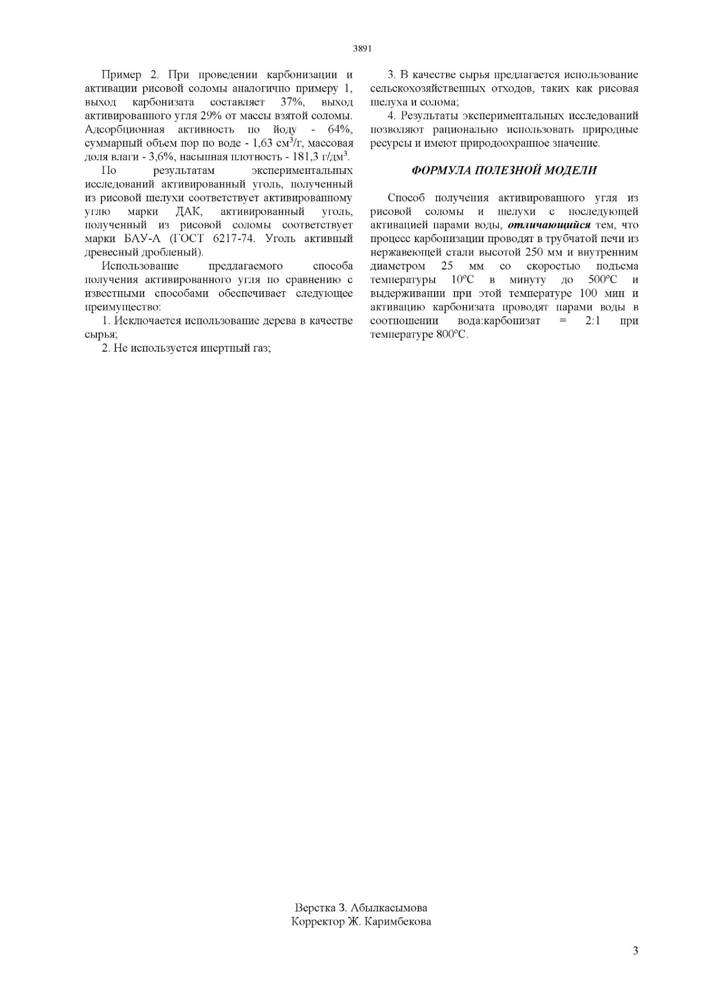 3891
Пример 2. При проведении карбонизации и
активации рисовой соломы аналогично примеру 1,
выход карбонизата составляет 37%, выход
активированного угля 29% от массы взятой соломы.
Адсорбционная активность по йоду - 64%,
суммарный объем пор по воде - 1,63 см³/г, массовая
доля влаги - 3,6%, насыпная плотность - 181,3 г/дм³.
По результатам экспериментальных
исследований активированный уголь, полученный
из рисовой шелухи соответствует активированному
углю марки ДАК, активированный уголь,
полученный из рисовой соломы соответствует
марки БАУ-А (ГОСТ 6217-74. Уголь активный
древесный дробленый).
Использование предлагаемого способа
получения активированного угля по сравнению с
известными способами обеспечивает следующее
преимущество:
1. Исключается использование дерева в качестве
сырья;
2. Не используется инертный газ;
3. В качестве сырья предлагается использование
сельскохозяйственных отходов, таких как рисовая
шелуха и солома;
4. Результаты экспериментальных исследований
позволяют рационально использовать природные
ресурсы и имеют природоохранное значение.
ФОРМУЛА ПОЛЕЗНОЙ МОДЕЛИ
Способ получения активированного угля из
рисовой соломы и шелухи с последующей
активацией парами воды, отличающийся тем, что
процесс карбонизации проводят в трубчатой печи из
нержавеющей стали высотой 250 мм и внутренним
диаметром 25 мм со скоростью подъема
температуры 10ºС в минуту до 500ºС и
выдерживании при этой температуре 100 мин и
активацию карбонизата проводят парами воды в
соотношении вода:карбонизат = 2:1 при
температуре 800ºС.
Верстка З. Абылкасымова
Корректор Ж. Каримбекова
3